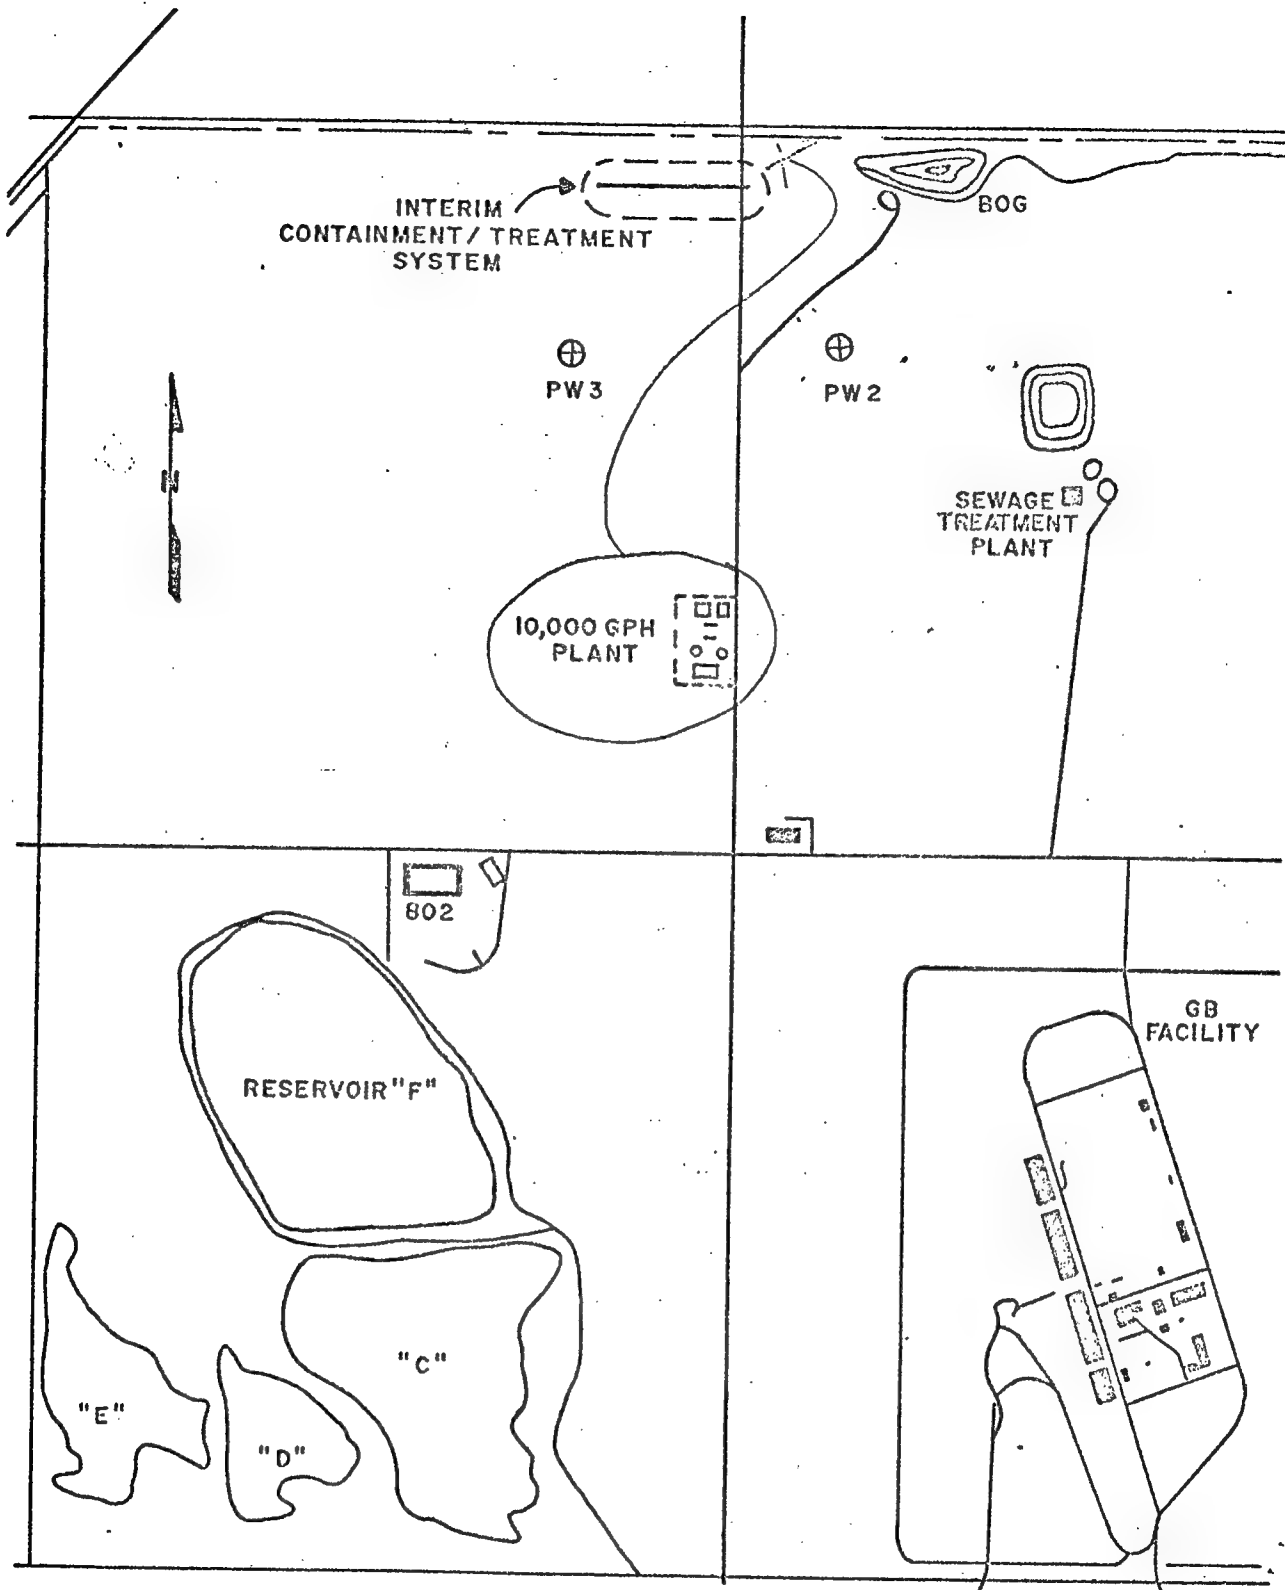 INTERIM
CONTAINMENT/ TREATMENT
SYSTEM
BOG
PW3
PW2
SEWAGE
TREATMENT
PLANT
N
10,000 GPH
PLANT
802
GB
FACILITY
RESERVOIR "F"
"C"
"E"
"D"